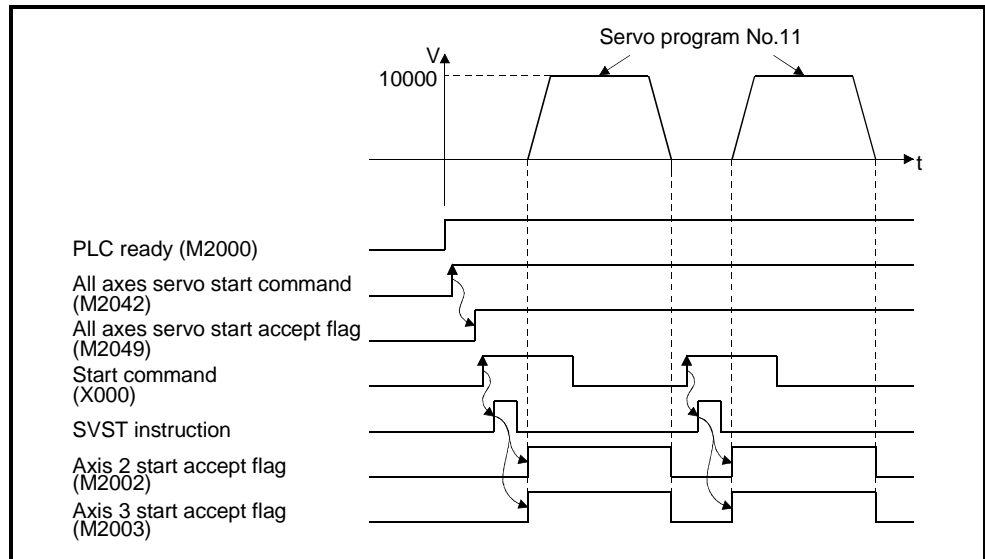 Servo program No.11
V
10000
t
PLC ready (M2000)
All axes servo start command
(M2042)
All axes servo start accept flag
(M2049)
Start command
(X000)
SVST instruction
Axis 2 start accept flag
(M2002)
Axis 3 start accept flag
(M2003)